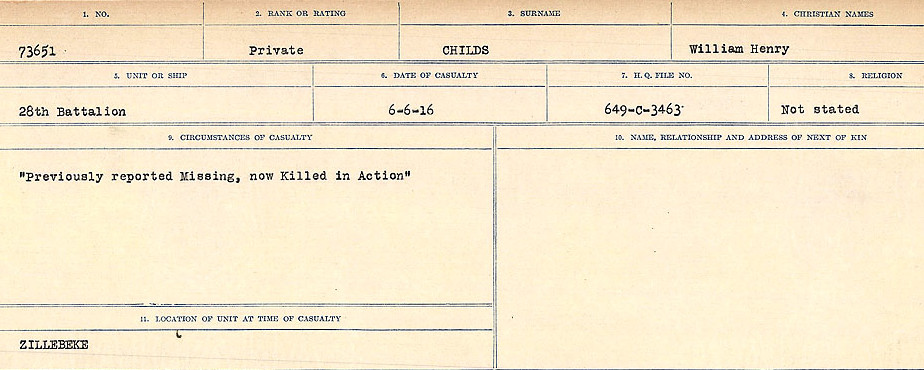 1. NO. 2. RANK OR RATING 3. SURNAME 4. CHRISTIAN NAMES
73651 Private CHILDS William Henry
5. UNIT OR SHIP 6. DATE OF CASUALTY 7. H. Q. FILE NO. 8. RELIGION
28th Battalion 6-6-16 649-C-3463 Not stated
9. CIRCUMSTANCES OF CASUALTY 10. NAME, RELATIONSHIP AND ADDRESS OF NEXT OF KIN
"Previously reported Missing, now Killed in Action"
11. LOCATION OF UNIT AT TIME OF CASUALTY
ZILLEBEKE